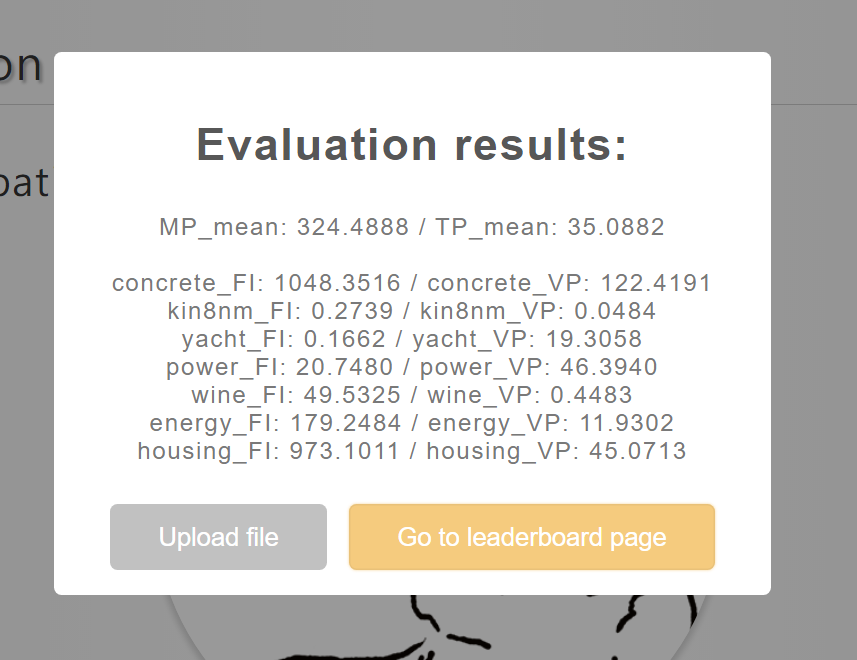 on
pat
Evaluation results:
MP_mean: 324.4888 / TP_mean: 35.0882
concrete_FI: 1048.3516 / concrete_VP: 122.4191
kin8nm_FI: 0.2739 / kin8nm_VP: 0.0484
yacht_FI: 0.1662 / yacht_VP: 19.3058
power_FI: 20.7480 / power_VP: 46.3940
wine_FI: 49.5325 / wine_VP: 0.4483
energy_FI: 179.2484 / energy_VP: 11.9302
housing_FI: 973.1011 / housing_VP: 45.0713
Upload file
Go to leaderboard page